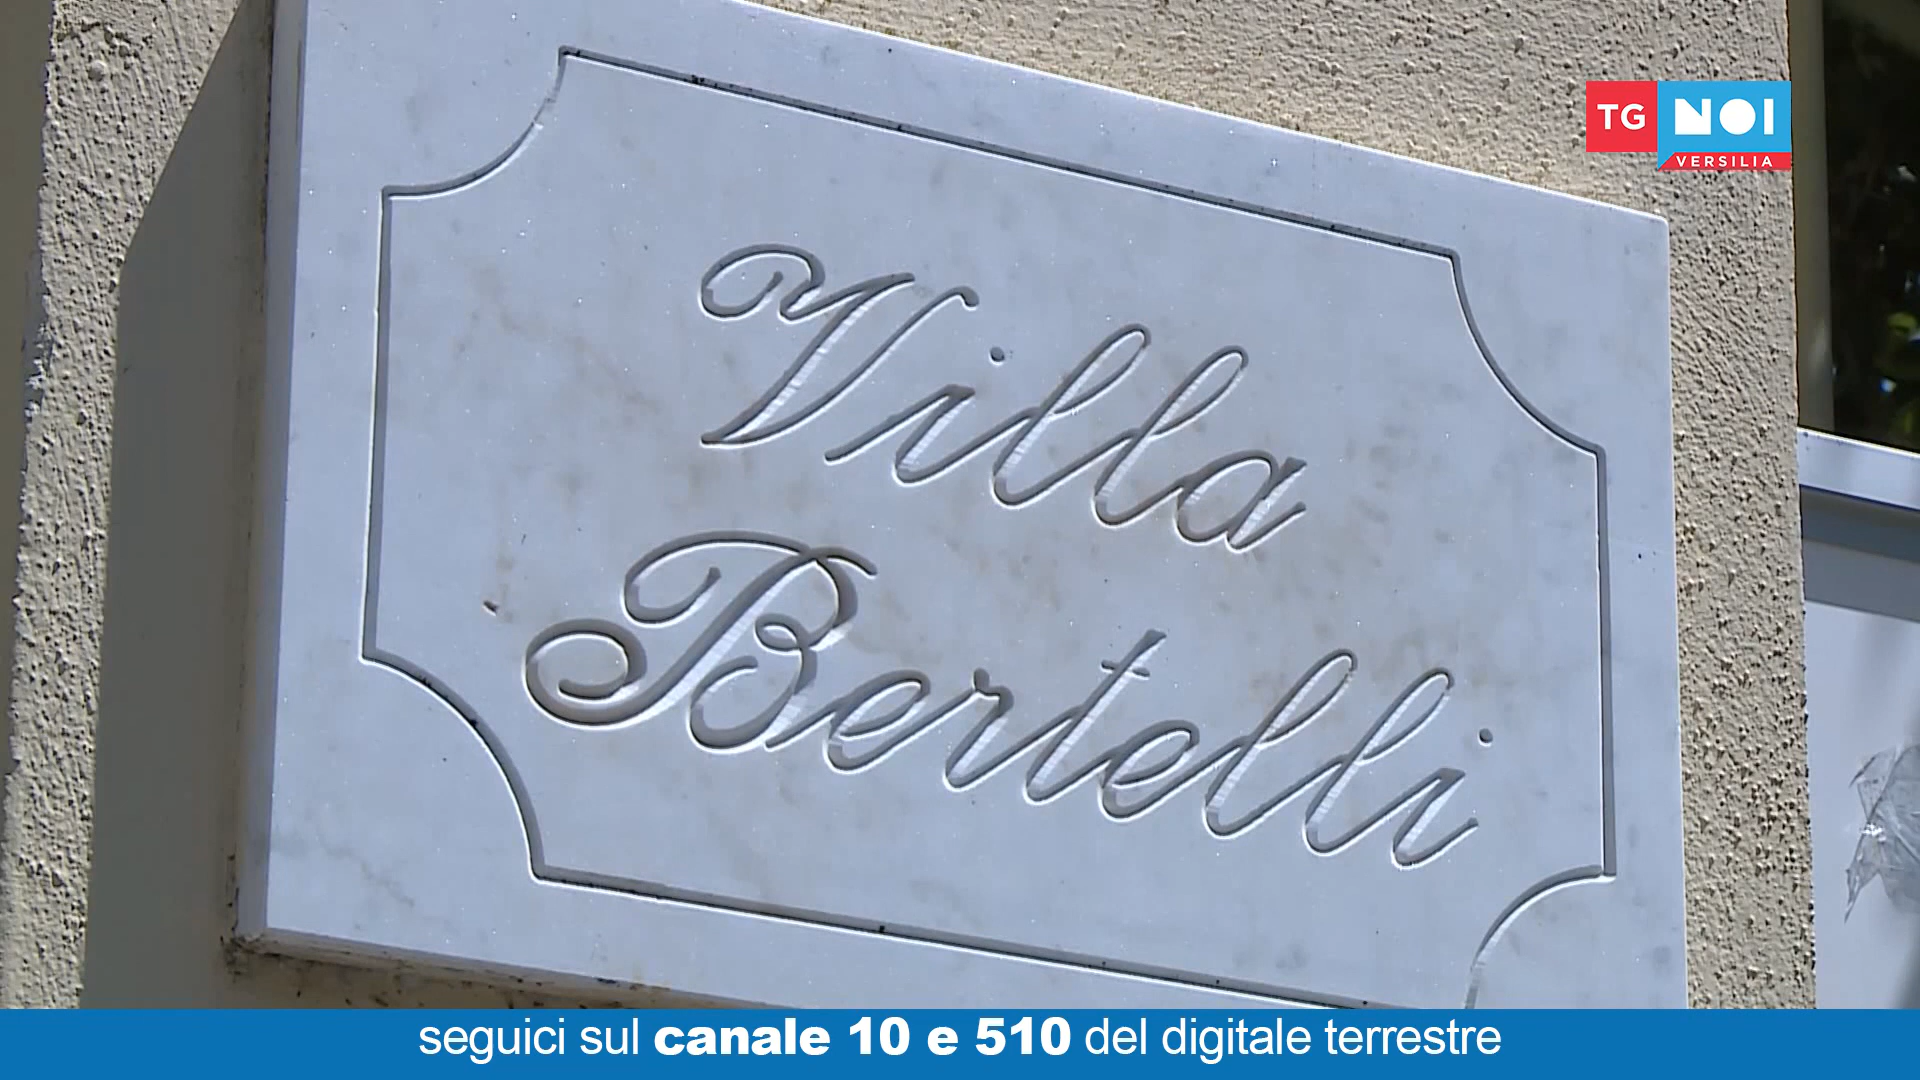 TG NOI
VERSILIA
Villa
Bertelli
seguici sul canale 10 e 510 del digitale terrestre